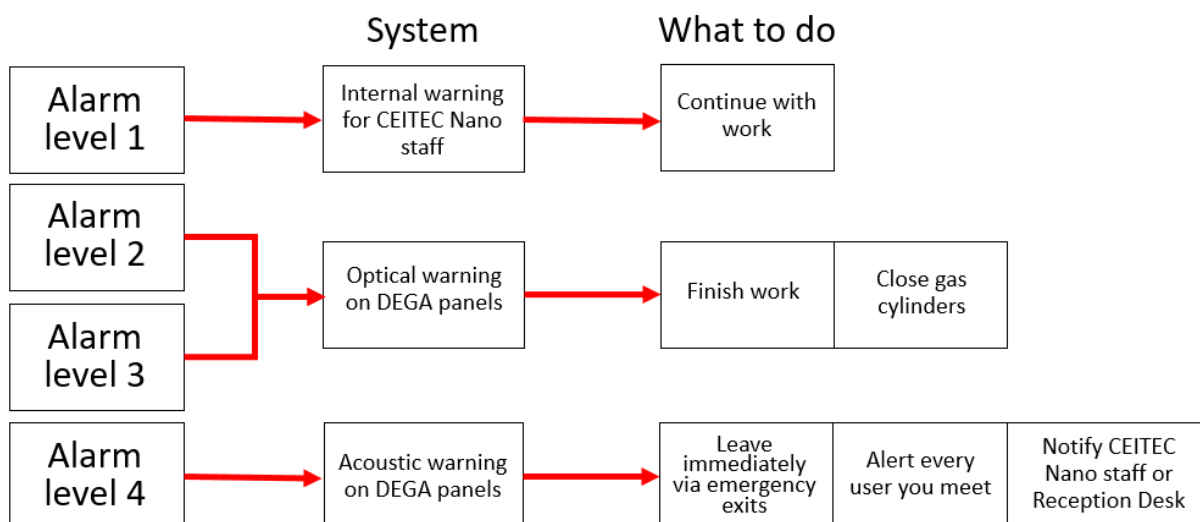 System
What to do
Alarm
level 1
Internal warning
for CEITEC Nano
staff
Continue with
work
Alarm
level 2
Alarm
level 3
Optical warning
on DEGA panels
Finish work
Close gas
cylinders
Alarm
level 4
Acoustic warning
on DEGA panels
Leave
immediately
via emergency
exits
Alert every
user you meet
Notify CEITEC
Nano staff or
Reception Desk